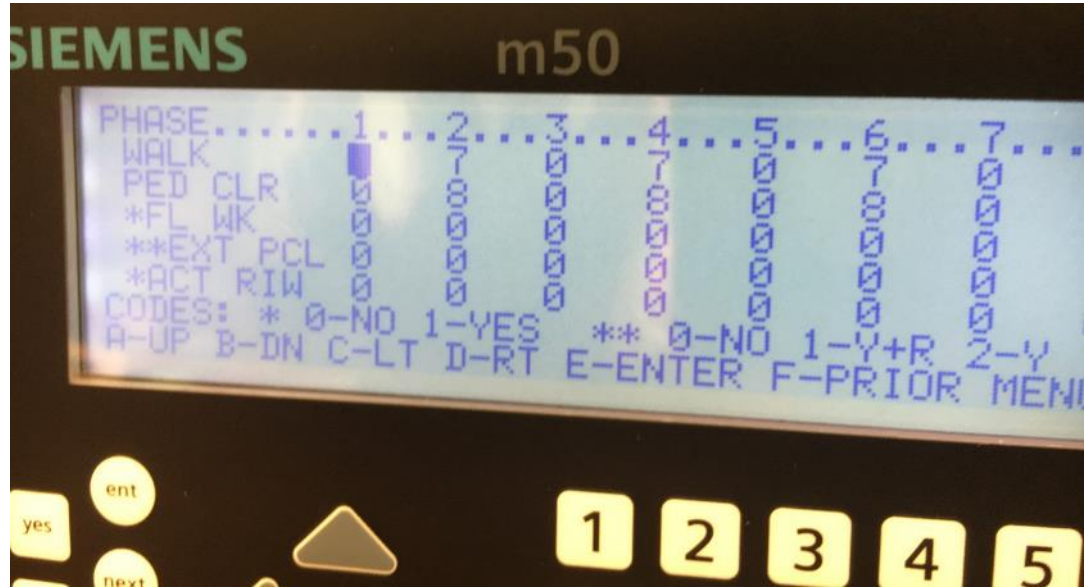 SIEMENS m50
PHASE......1...2...3...4...5...6...7...
WALK 7 0 7 0 7 0
PED CLR 0 8 0 8 0 8 0
*FL WK 0 0 0 0 0 0 0
**EXT PCL 0 0 0 0 0 0 0
*ACT RIW 0 0 0 0 0 0 0
CODES: * 0-NO 1-YES ** 0-NO 1-Y+R 2-Y
A-UP B-DN C-LT D-RT E-ENTER F-PRIOR MENU
ent
yes 1 2 3 4 5
next